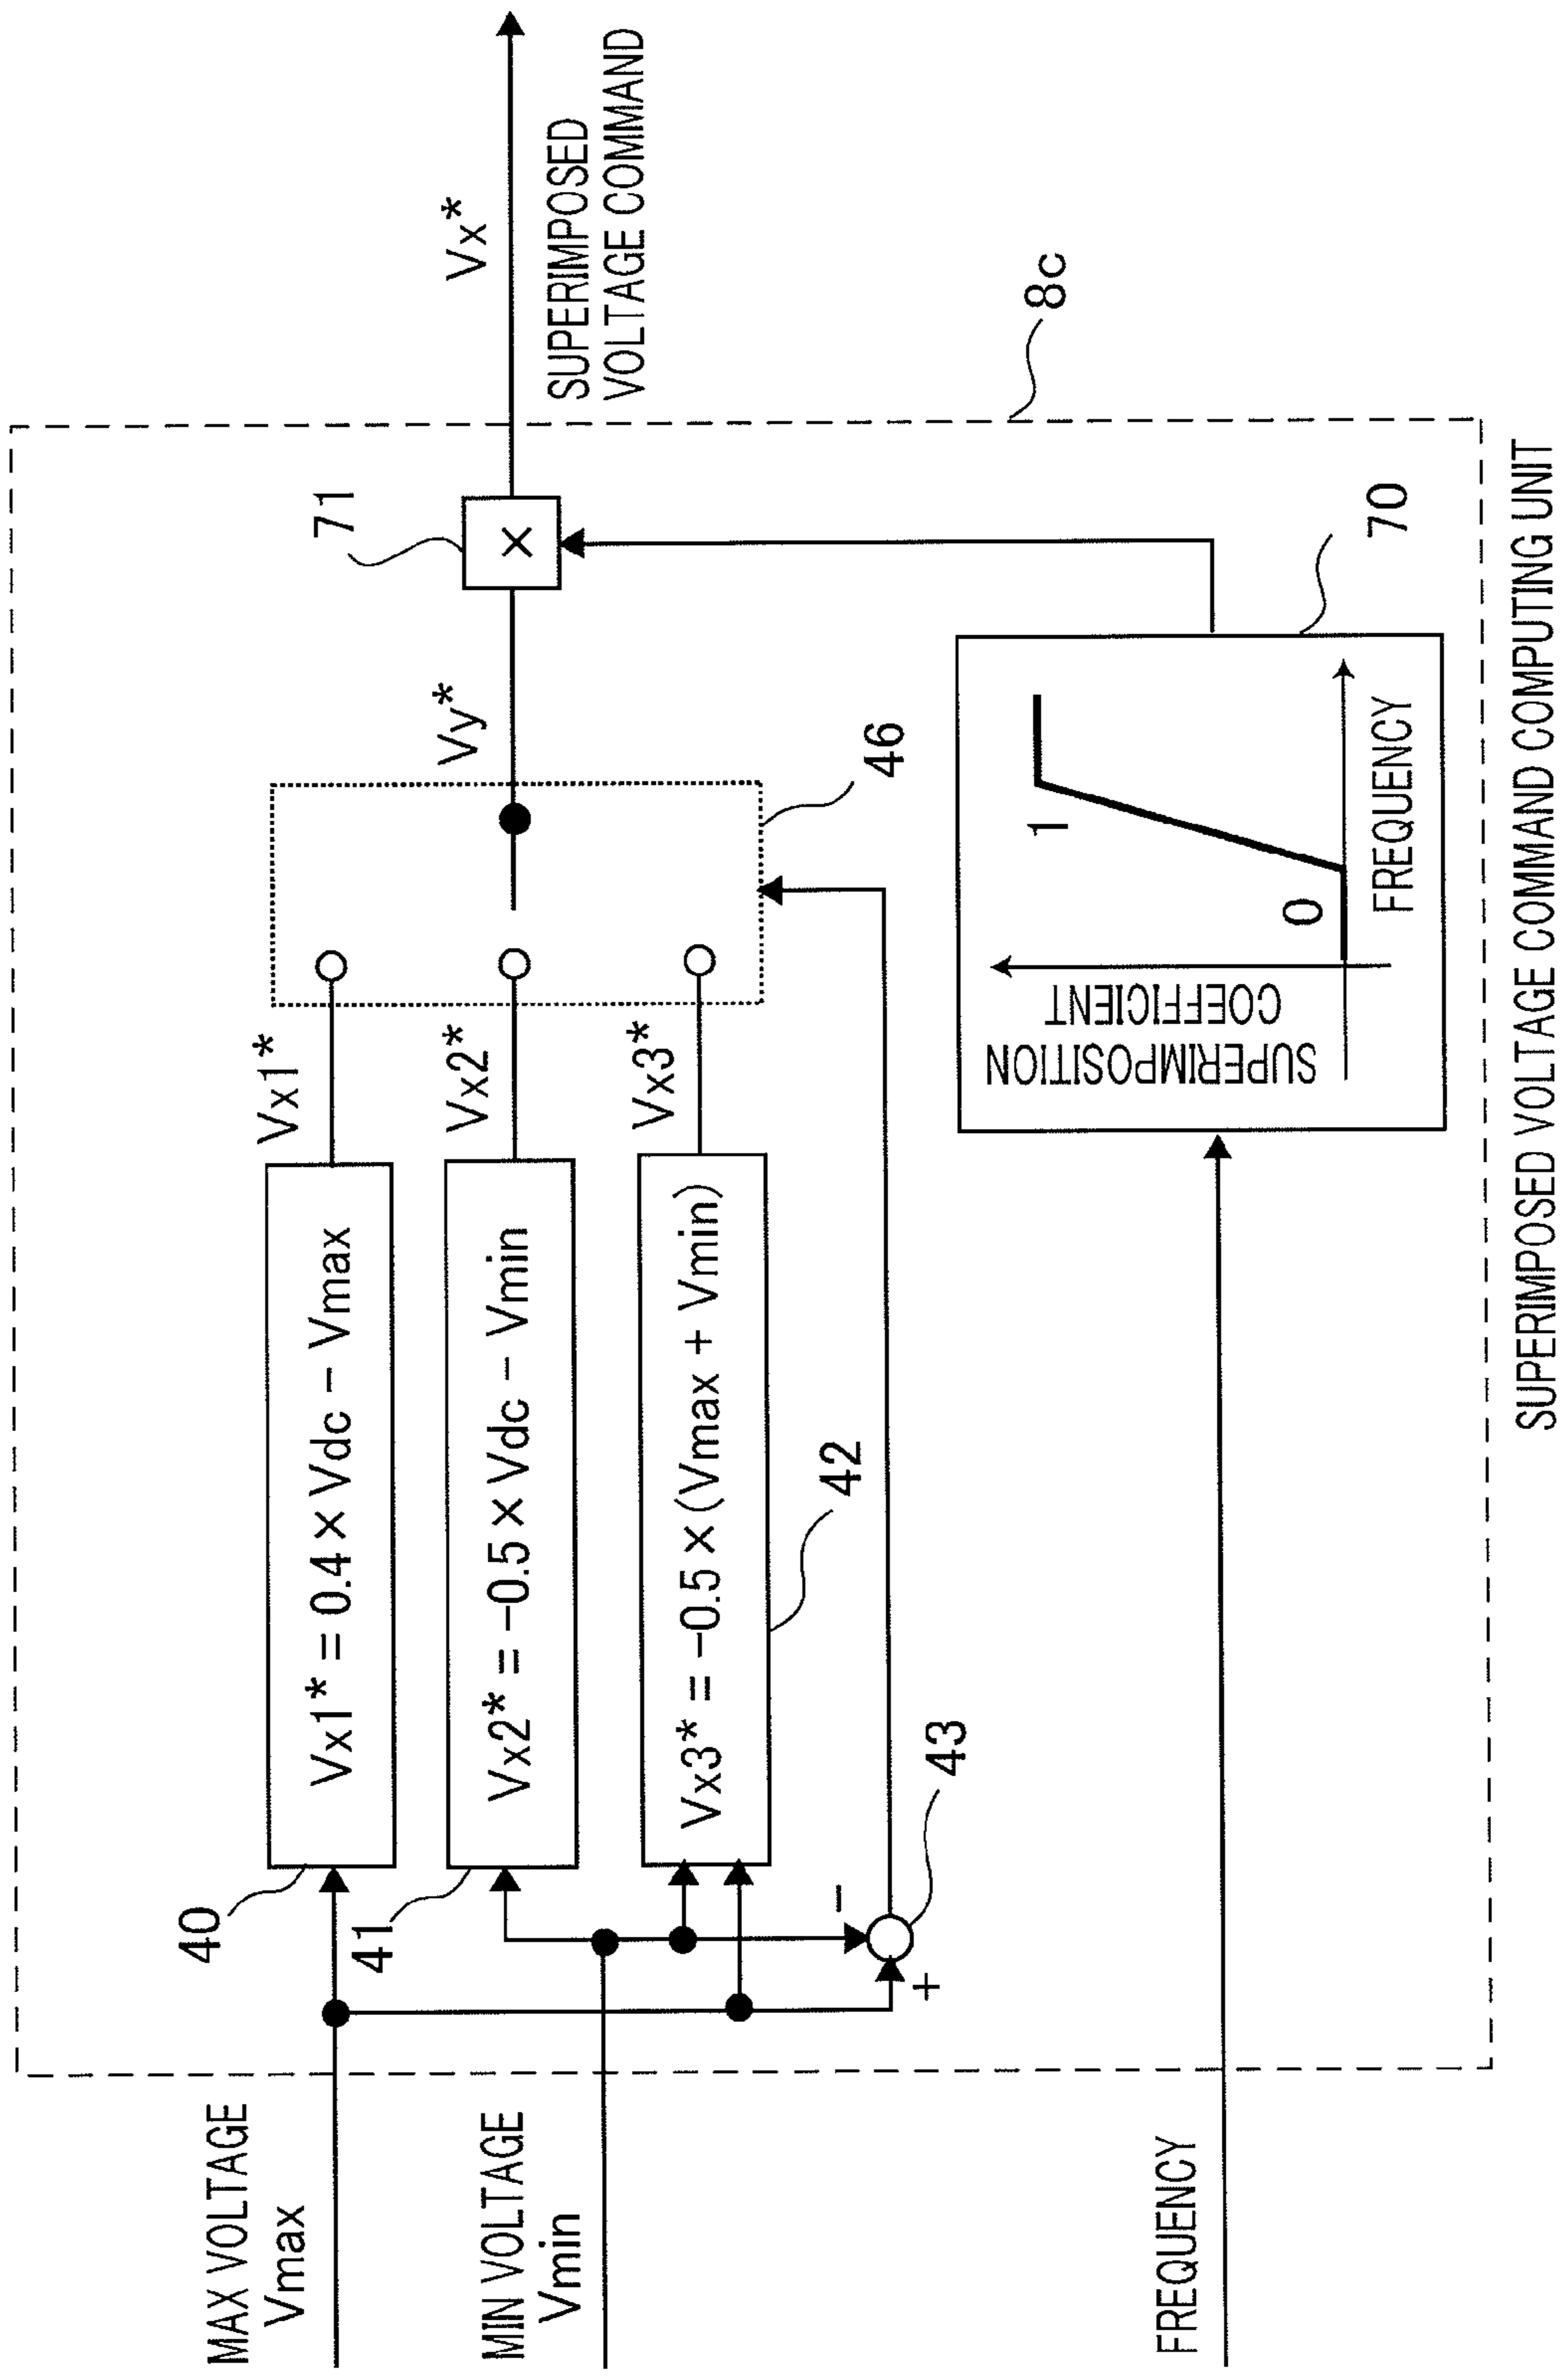 MAX VOLTAGE
Vmax
MIN VOLTAGE
Vmin
FREQUENCY
40
Vx1* = 0.4 × Vdc − Vmax
Vx1*
41
Vx2* = −0.5 × Vdc − Vmin
Vx2*
Vx3* = −0.5 × (Vmax + Vmin)
Vx3*
42
−
+
43
46
Vy*
71
×
Vx*
SUPERIMPOSED
VOLTAGE COMMAND
SUPERIMPOSITION
COEFFICIENT
1
0
FREQUENCY
70
8c
SUPERIMPOSED VOLTAGE COMMAND COMPUTING UNIT